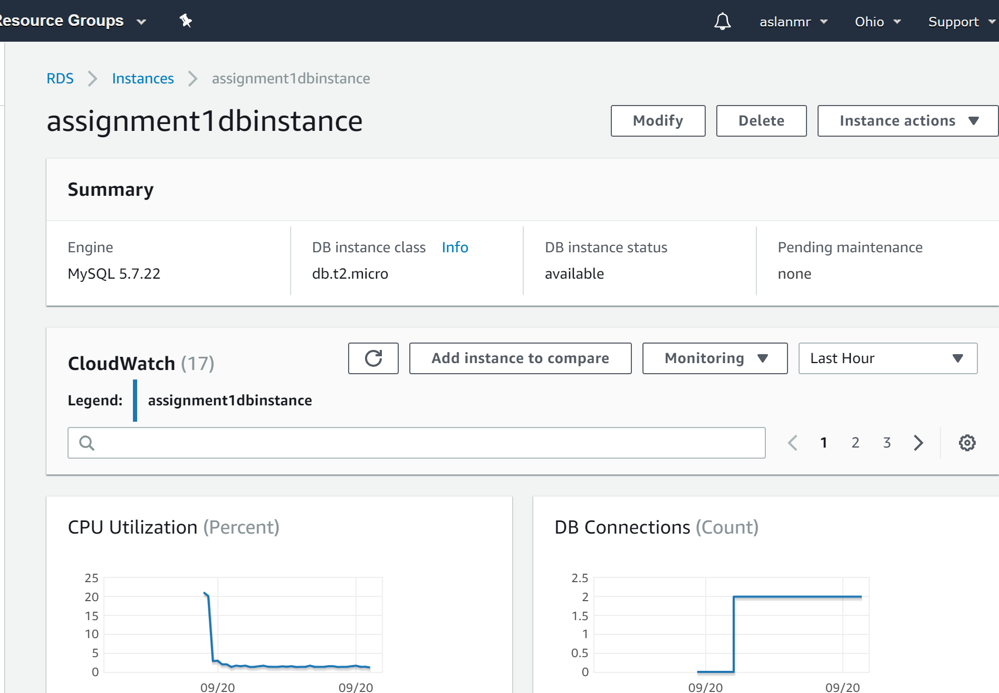 Resource Groups
aslanmr Ohio Support
RDS Instances assignment1dbinstance
assignment1dbinstance
Modify Delete Instance actions
Summary
Engine DB instance class Info DB instance status Pending maintenance
MySQL 5.7.22 db.t2.micro available none
CloudWatch (17) Add instance to compare Monitoring Last Hour
Legend: assignment1dbinstance
1 2 3
CPU Utilization (Percent)
25
20
15
10
5
0
09/20 09/20
DB Connections (Count)
2.5
2
1.5
1
0.5
0
09/20 09/20